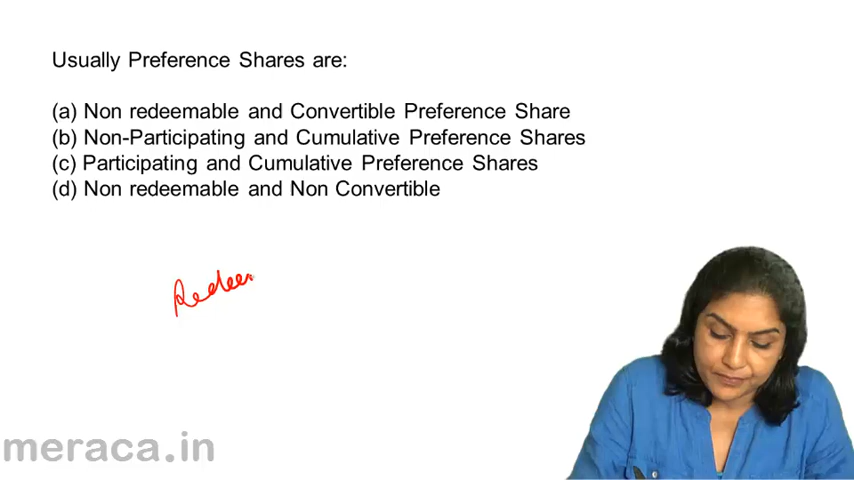 Usually Preference Shares are:
(a) Non redeemable and Convertible Preference Share
(b) Non-Participating and Cumulative Preference Shares
(c) Participating and Cumulative Preference Shares
(d) Non redeemable and Non Convertible
Redeem
meraca.in